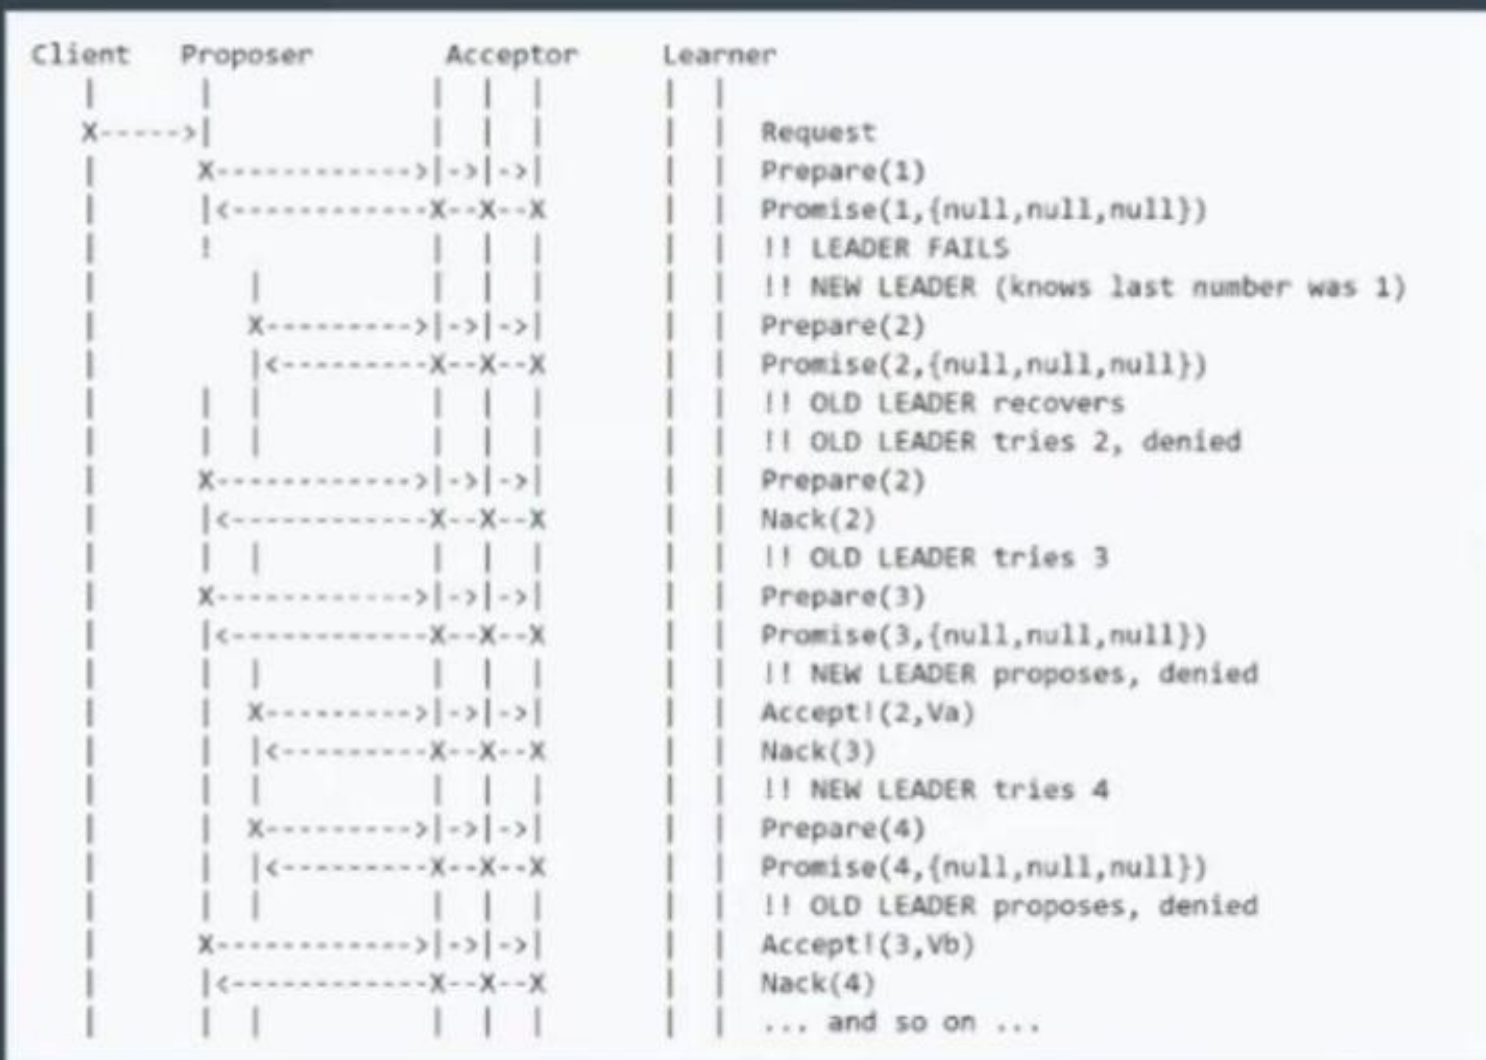 Client   Proposer        Acceptor     Learner
   |      |             |  |  |       |  |
   X----->|             |  |  |       |  |  Request
   |      X------------>|->|->|       |  |  Prepare(1)
   |      |<------------X--X--X       |  |  Promise(1,{null,null,null})
   |      !             |  |  |       |  |  !! LEADER FAILS
   |         |          |  |  |       |  |  !! NEW LEADER (knows last number was 1)
   |         X--------->|->|->|       |  |  Prepare(2)
   |         |<---------X--X--X       |  |  Promise(2,{null,null,null})
   |      |  |          |  |  |       |  |  !! OLD LEADER recovers
   |      |  |          |  |  |       |  |  !! OLD LEADER tries 2, denied
   |      X------------>|->|->|       |  |  Prepare(2)
   |      |<------------X--X--X       |  |  Nack(2)
   |      |  |          |  |  |       |  |  !! OLD LEADER tries 3
   |      X------------>|->|->|       |  |  Prepare(3)
   |      |<------------X--X--X       |  |  Promise(3,{null,null,null})
   |      |  |          |  |  |       |  |  !! NEW LEADER proposes, denied
   |      |  X--------->|->|->|       |  |  Accept!(2,Va)
   |      |  |<---------X--X--X       |  |  Nack(3)
   |      |  |          |  |  |       |  |  !! NEW LEADER tries 4
   |      |  X--------->|->|->|       |  |  Prepare(4)
   |      |  |<---------X--X--X       |  |  Promise(4,{null,null,null})
   |      |  |          |  |  |       |  |  !! OLD LEADER proposes, denied
   |      X------------>|->|->|       |  |  Accept!(3,Vb)
   |      |<------------X--X--X       |  |  Nack(4)
   |      |  |          |  |  |       |  |  ... and so on ...